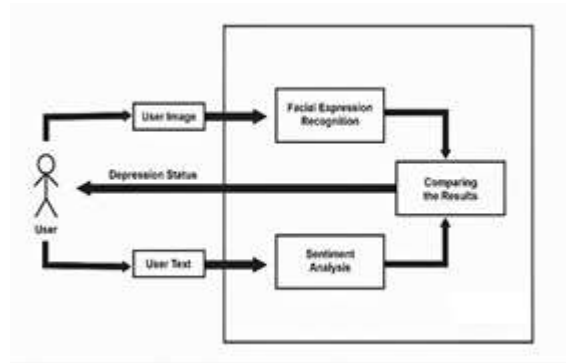 Facial Expression
Recognition
User Image
Depression Status
Comparing
the Results
User
User Text
Sentiment
Analysis